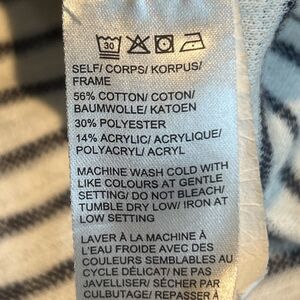 30
SELF/ CORPS/ KORPUS/
FRAME
56% COTTON/ COTON/
BAUMWOLLE/ KATOEN
30% POLYESTER
14% ACRYLIC/ ACRYLIQUE/
POLYACRYL/ ACRYL
MACHINE WASH COLD WITH
LIKE COLOURS AT GENTLE
SETTING/ DO NOT BLEACH/
TUMBLE DRY LOW/ IRON AT
LOW SETTING
LAVER À LA MACHINE À
L'EAU FROIDE AVEC DES
COULEURS SEMBLABLES AU
CYCLE DÉLICAT/ NE PAS
JAVELLISER/ SÉCHER PAR
CULBUTAGE/ REPASSER À